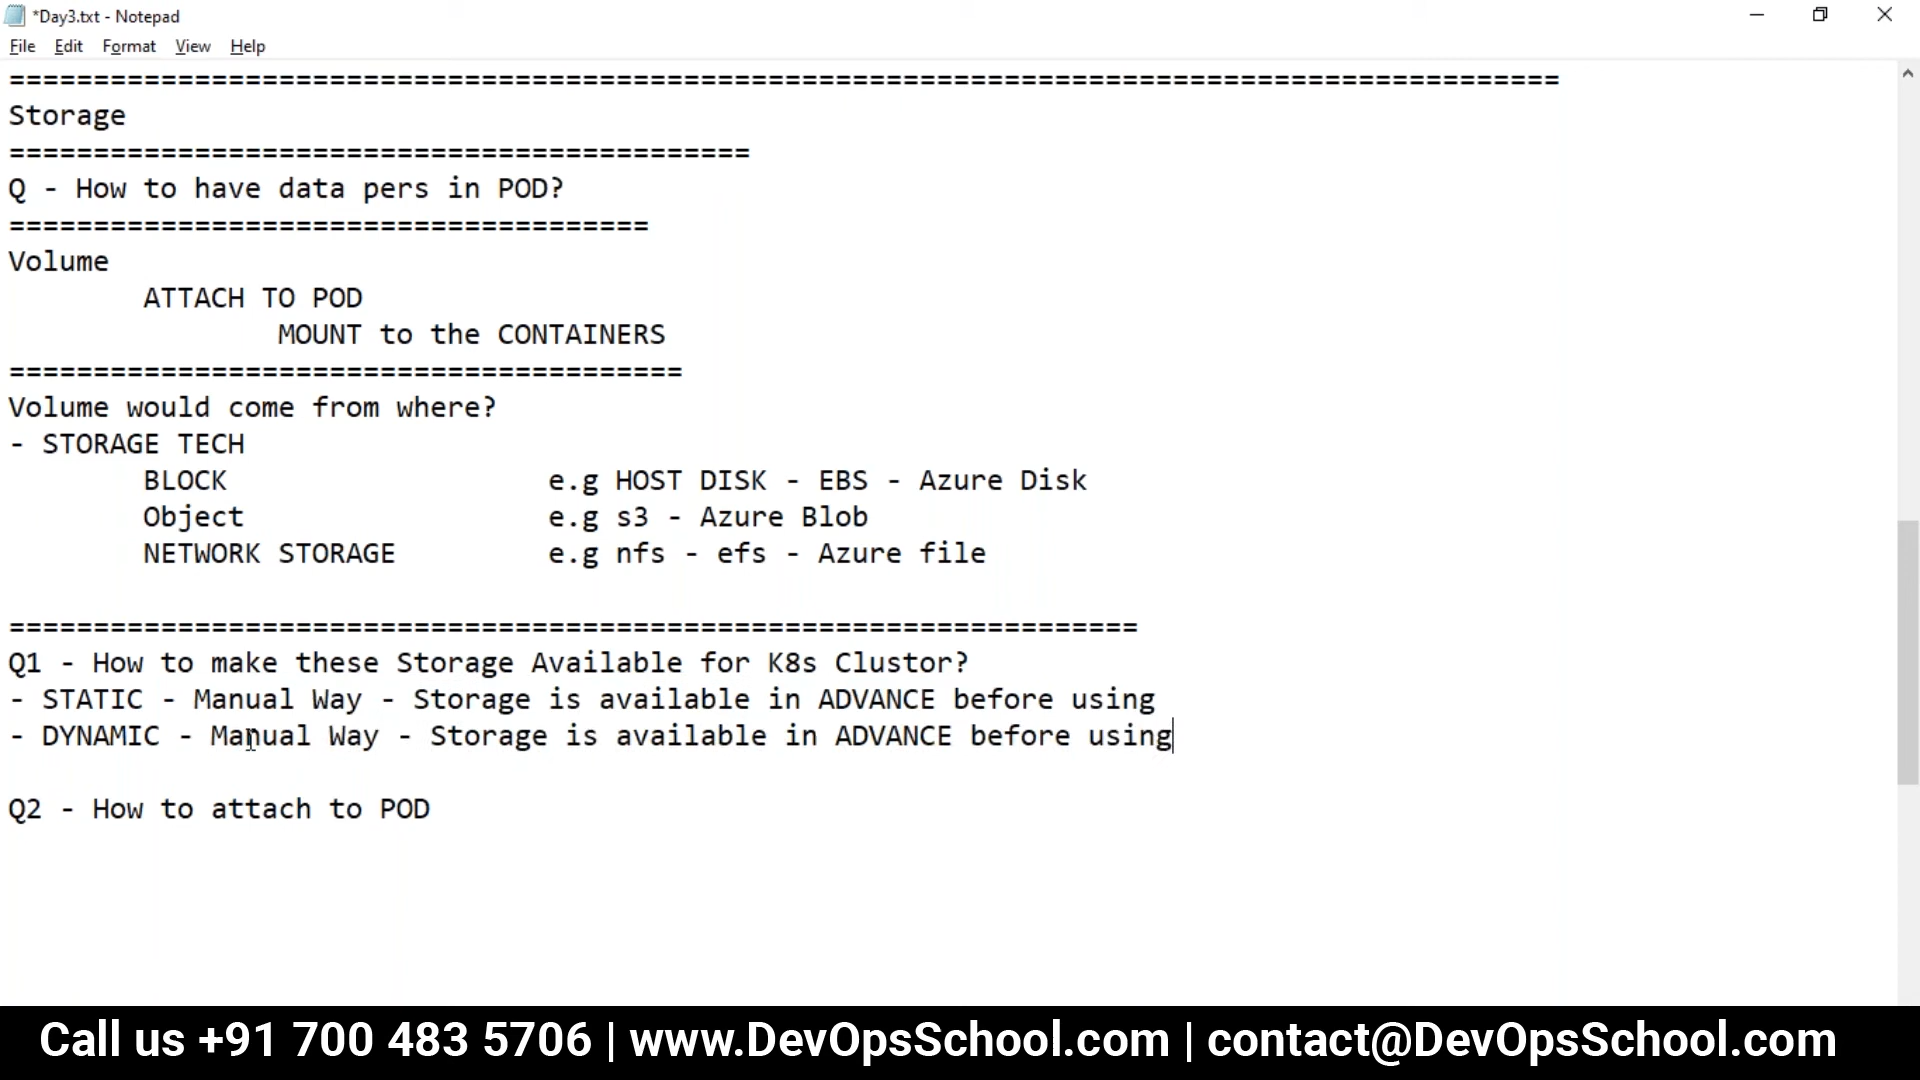 *Day3.txt - Notepad
File Edit Format View Help
============================================================================================
Storage
============================================
Q - How to have data pers in POD?
======================================
Volume
ATTACH TO POD
MOUNT to the CONTAINERS
========================================
Volume would come from where?
- STORAGE TECH
BLOCK e.g HOST DISK - EBS - Azure Disk
Object e.g s3 - Azure Blob
NETWORK STORAGE e.g nfs - efs - Azure file
===================================================================
Q1 - How to make these Storage Available for K8s Clustor?
- STATIC - Manual Way - Storage is available in ADVANCE before using
- DYNAMIC - Manual Way - Storage is available in ADVANCE before using
Q2 - How to attach to POD
Call us +91 700 483 5706 | www.DevOpsSchool.com | contact@DevOpsSchool.com